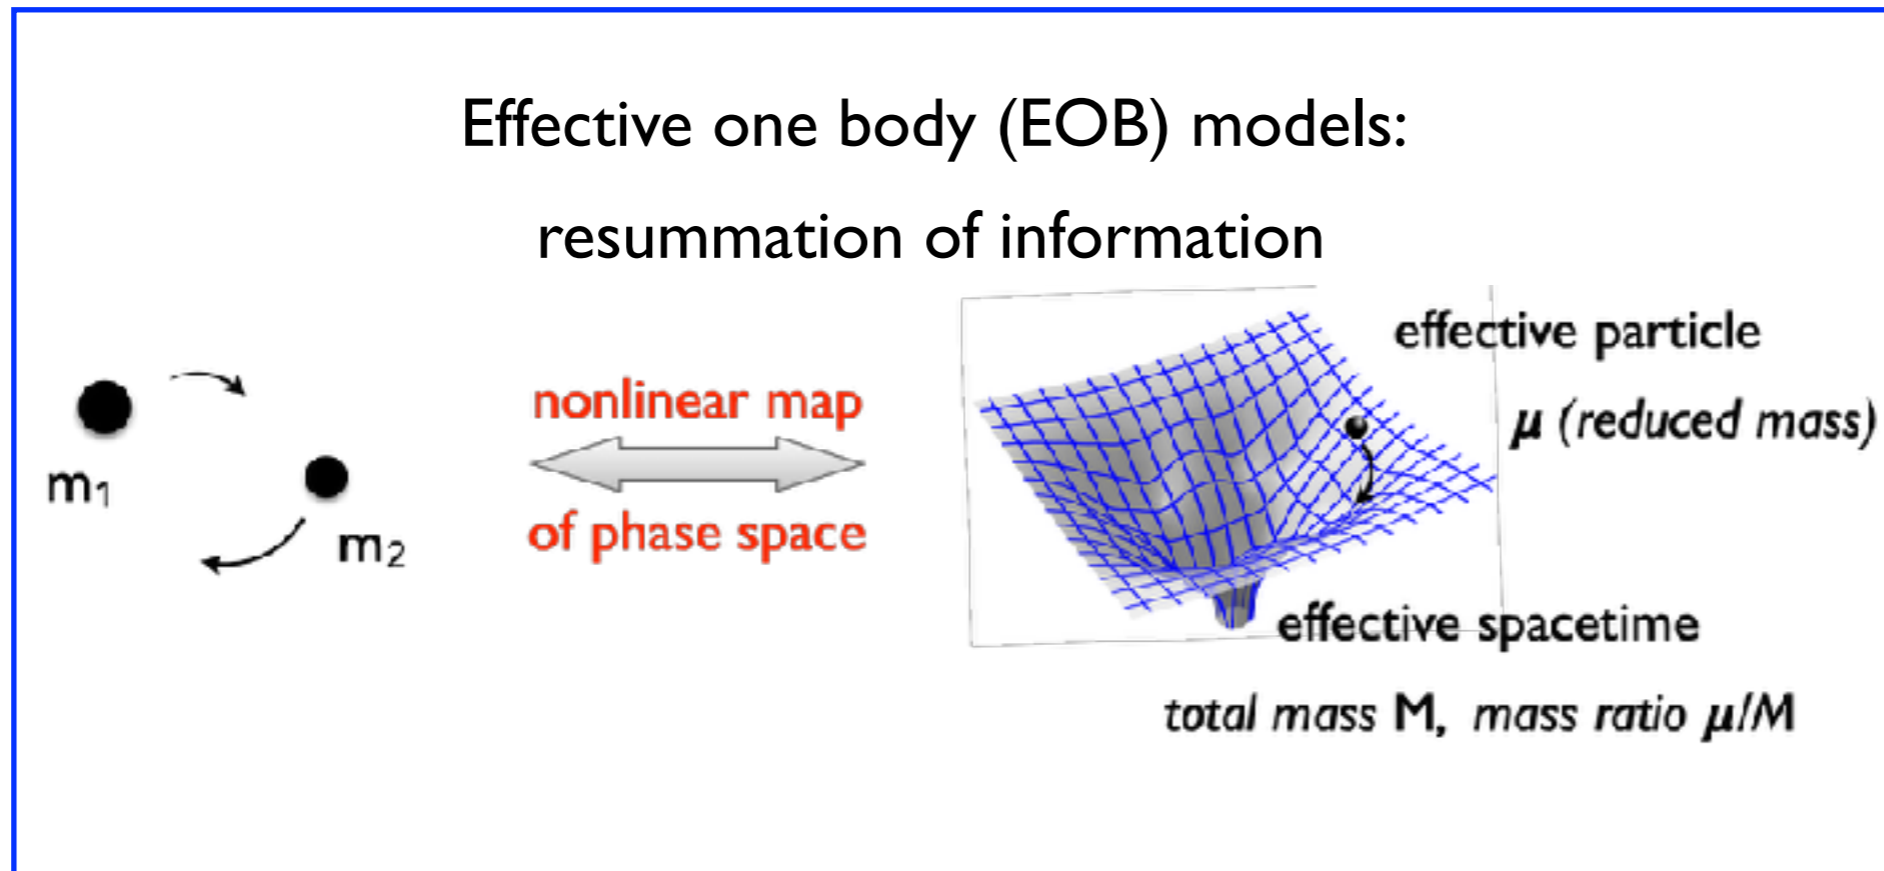 Effective one body (EOB) models:
resummation of information
m₁
m₂
nonlinear map
of phase space
effective particle
μ (reduced mass)
effective spacetime
total mass M, mass ratio μ/M